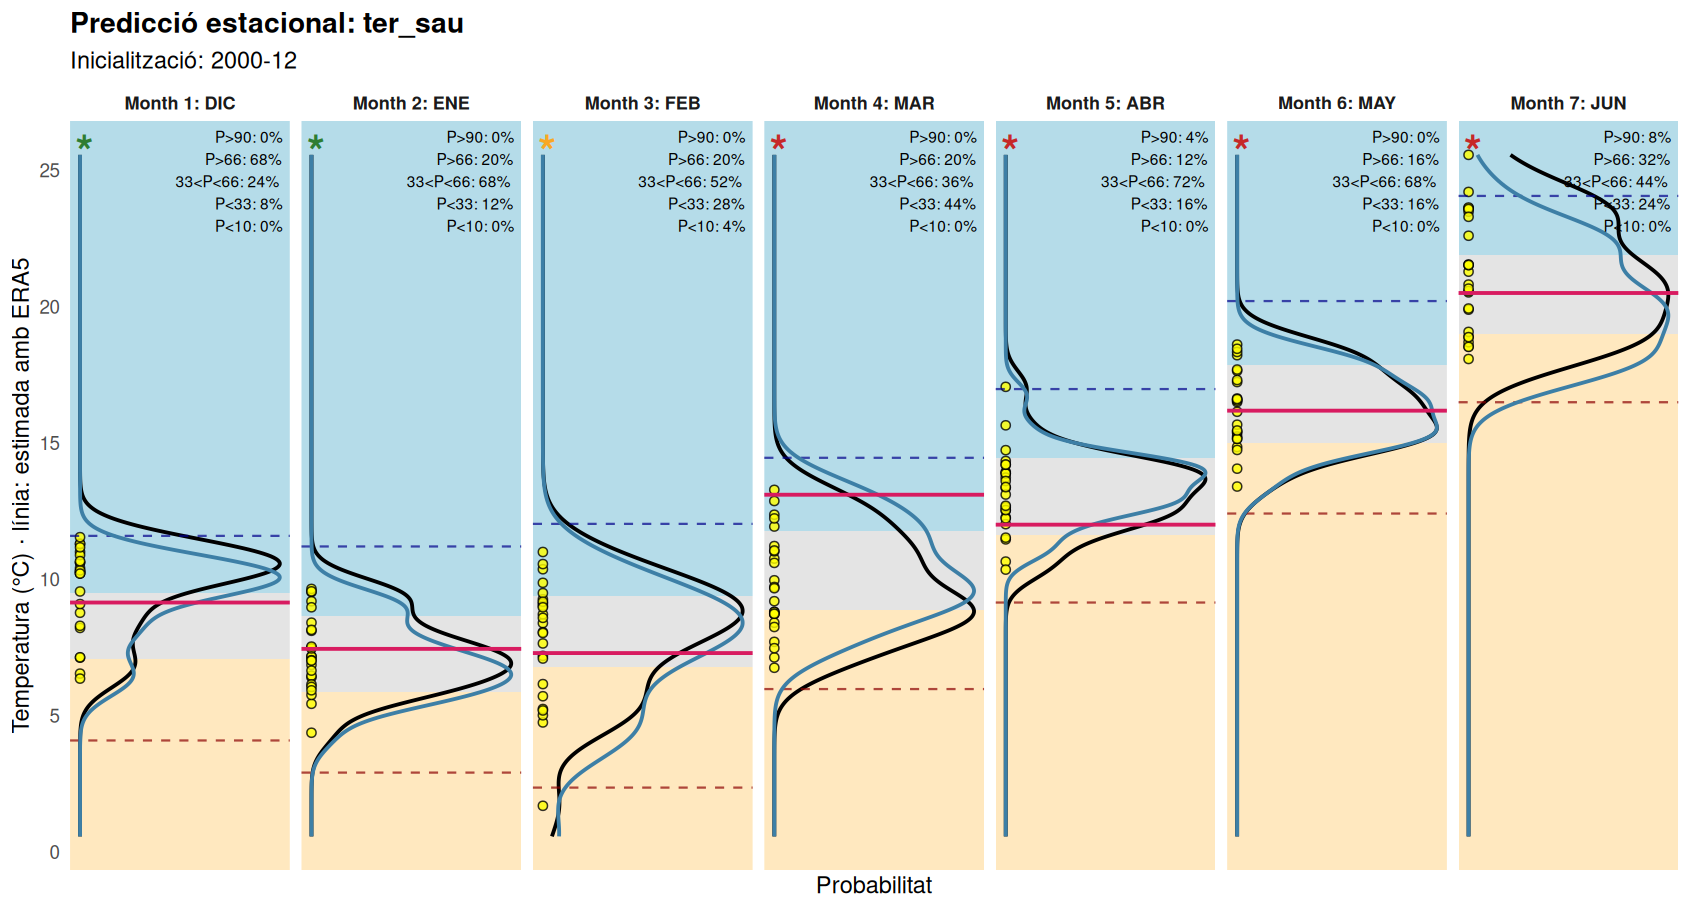 Predicció estacional: ter_sau
Inicialització: 2000-12
Month 1: DIC
Month 2: ENE
Month 3: FEB
Month 4: MAR
Month 5: ABR
Month 6: MAY
Month 7: JUN
P>90: 0%
P>66: 68%
33<P<66: 24%
P<33: 8%
P<10: 0%
P>90: 0%
P>66: 20%
33<P<66: 68%
P<33: 12%
P<10: 0%
P>90: 0%
P>66: 20%
33<P<66: 52%
P<33: 28%
P<10: 4%
P>90: 0%
P>66: 20%
33<P<66: 36%
P<33: 44%
P<10: 0%
P>90: 4%
P>66: 12%
33<P<66: 72%
P<33: 16%
P<10: 0%
P>90: 0%
P>66: 16%
33<P<66: 68%
P<33: 16%
P<10: 0%
P>90: 8%
P>66: 32%
33<P<66: 44%
P<33: 24%
P<10: 0%
25
20
15
10
5
0
Temperatura (°C) · línia: estimada amb ERA5
Probabilitat